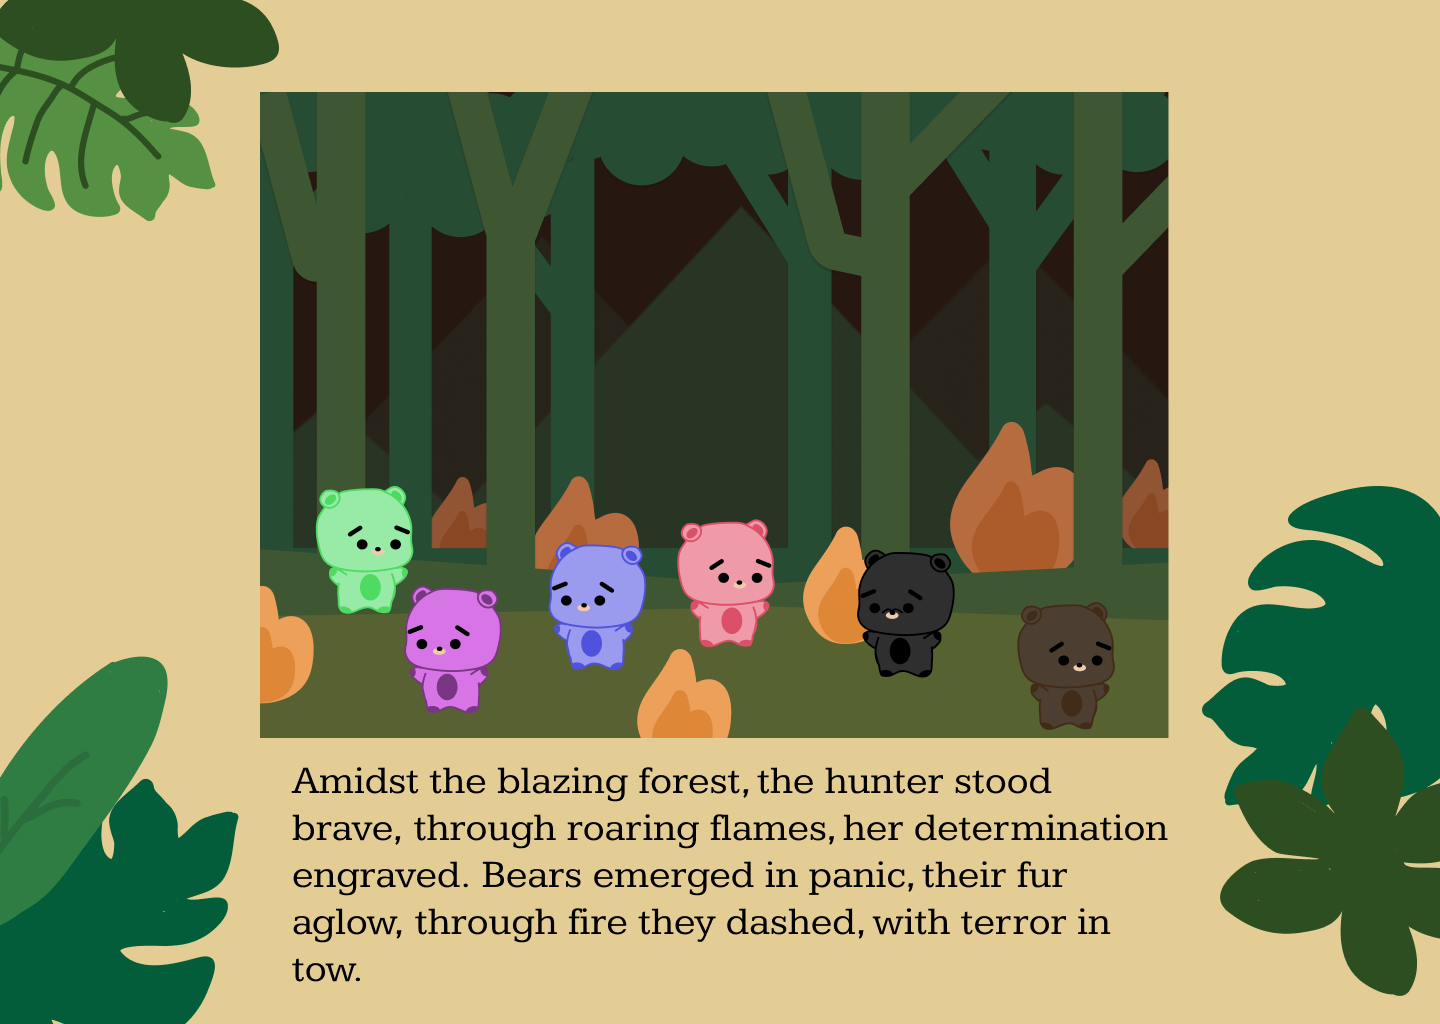 Amidst the blazing forest, the hunter stood
brave, through roaring flames, her determination
engraved. Bears emerged in panic, their fur
aglow, through fire they dashed, with terror in
tow.